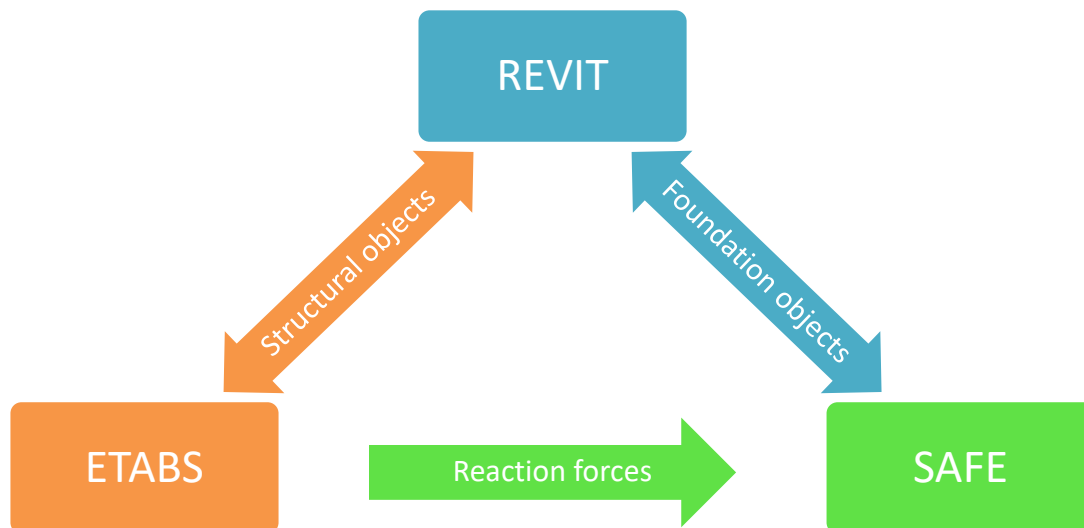 REVIT
Structural objects
Foundation objects
ETABS
Reaction forces
SAFE